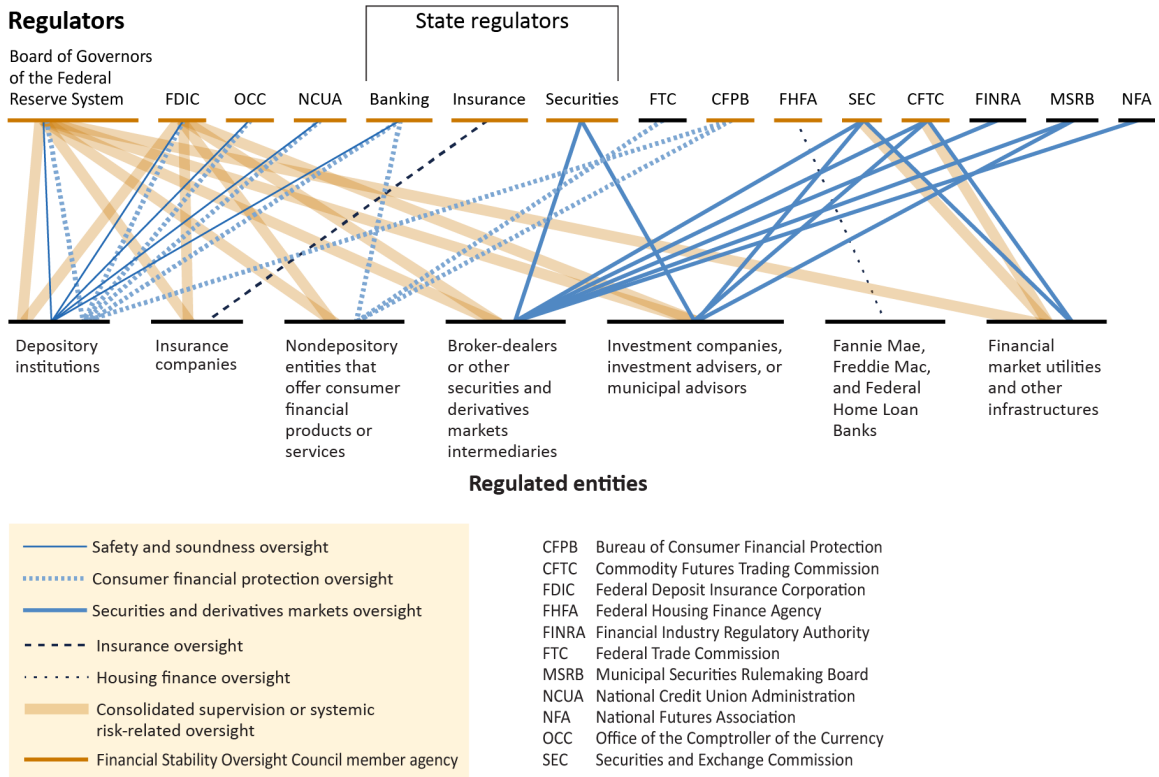 Regulators
State regulators
Board of Governors
of the Federal
Reserve System
FDIC
OCC
NCUA
Banking
Insurance
Securities
FTC
CFPB
FHFA
SEC
CFTC
FINRA
MSRB
NFA
Depository
institutions
Insurance
companies
Nondepository
entities that
offer consumer
financial
products or
services
Broker-dealers
or other
securities and
derivatives
markets
intermediaries
Investment companies,
investment advisers, or
municipal advisors
Fannie Mae,
Freddie Mac,
and Federal
Home Loan
Banks
Financial
market utilities
and other
infrastructures
Regulated entities
Safety and soundness oversight
Consumer financial protection oversight
Securities and derivatives markets oversight
Insurance oversight
Housing finance oversight
Consolidated supervision or systemic
risk-related oversight
Financial Stability Oversight Council member agency
CFPB Bureau of Consumer Financial Protection
CFTC Commodity Futures Trading Commission
FDIC Federal Deposit Insurance Corporation
FHFA Federal Housing Finance Agency
FINRA Financial Industry Regulatory Authority
FTC Federal Trade Commission
MSRB Municipal Securities Rulemaking Board
NCUA National Credit Union Administration
NFA National Futures Association
OCC Office of the Comptroller of the Currency
SEC Securities and Exchange Commission